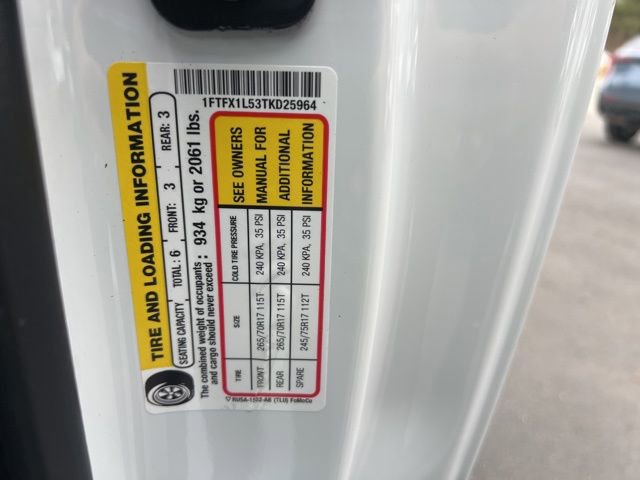 TIRE AND LOADING INFORMATION
SEATING CAPACITY TOTAL: 6 FRONT: 3 REAR: 3
The combined weight of occupants and cargo should never exceed : 934 kg or 2061 lbs.
TIRE SIZE COLD TIRE PRESSURE
FRONT 265/70R17 115T 240 KPA, 35 PSI
REAR 265/70R17 115T 240 KPA, 35 PSI
SPARE 245/75R17 112T 240 KPA, 35 PSI
SEE OWNERS
MANUAL FOR
ADDITIONAL
INFORMATION
1FTFX1L53TKD25964
(TLU) FoMoCo